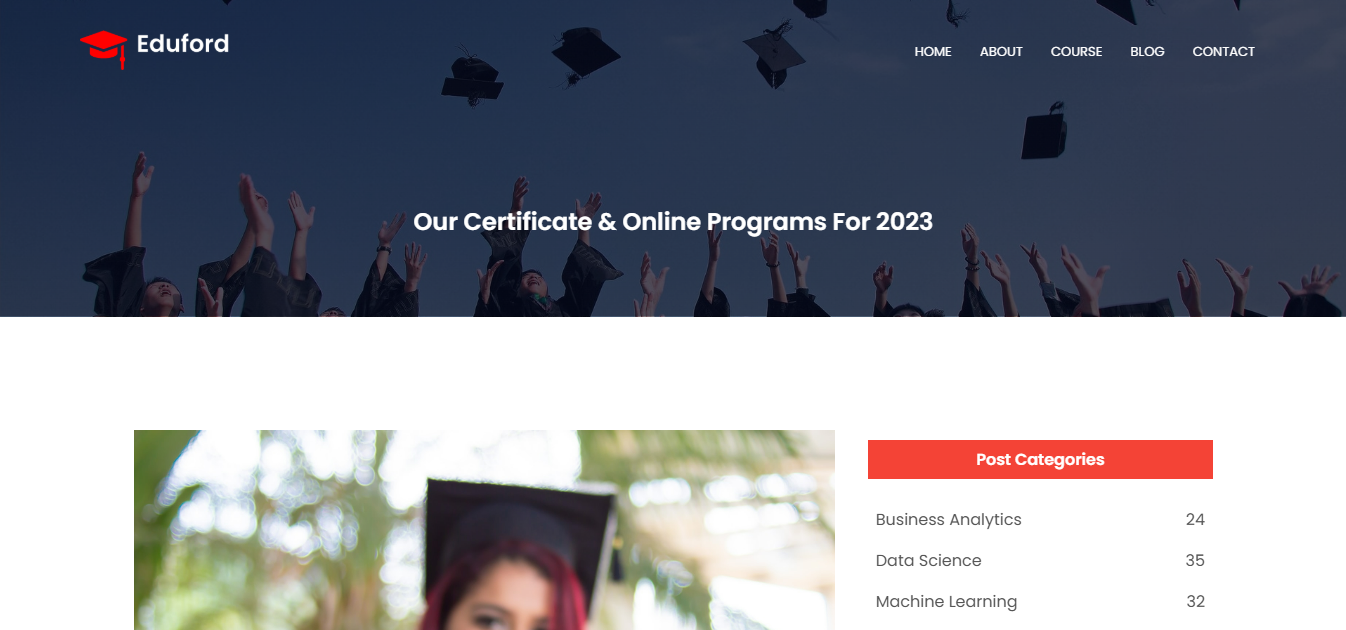 Eduford
HOME ABOUT COURSE BLOG CONTACT
Our Certificate & Online Programs For 2023
Post Categories
Business Analytics 24
Data Science 35
Machine Learning 32